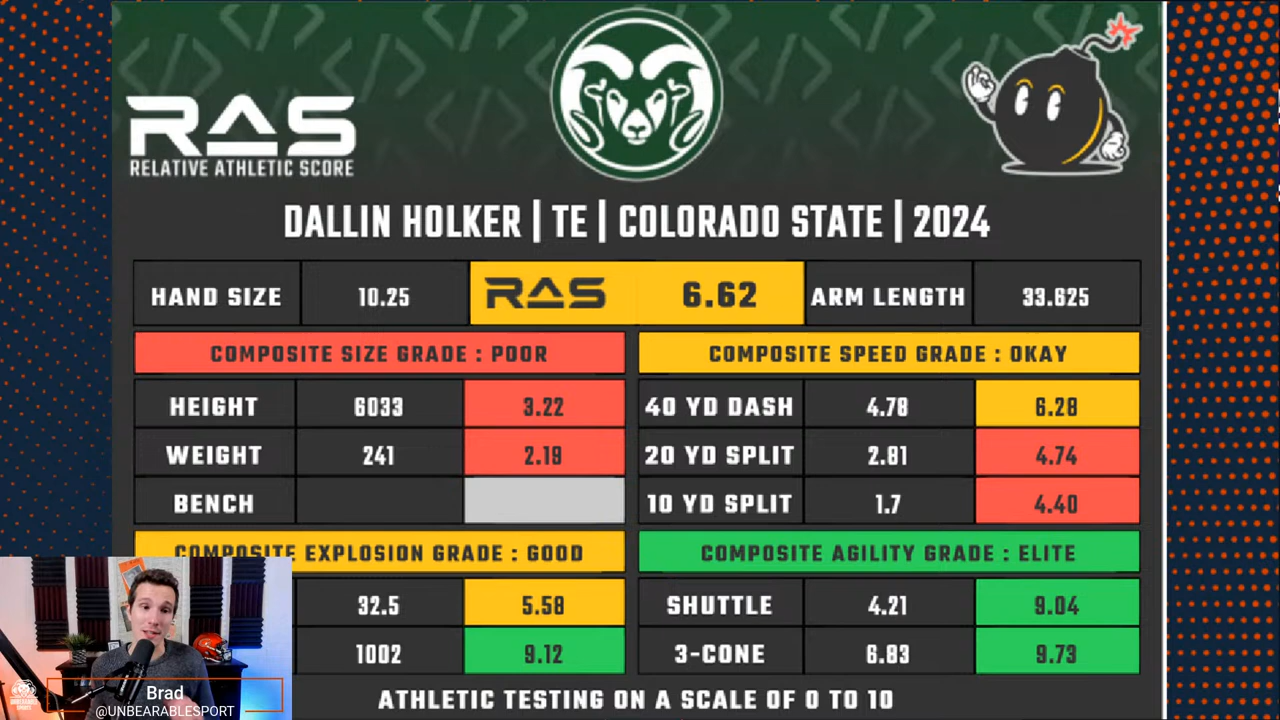 RAS
RELATIVE ATHLETIC SCORE
DALLIN HOLKER | TE | COLORADO STATE | 2024
HAND SIZE 10.25 RAS 6.62 ARM LENGTH 33.625
COMPOSITE SIZE GRADE : POOR
COMPOSITE SPEED GRADE : OKAY
HEIGHT 6033 3.22
40 YD DASH 4.78 6.28
WEIGHT 241 2.19
20 YD SPLIT 2.81 4.74
BENCH
10 YD SPLIT 1.7 4.40
COMPOSITE EXPLOSION GRADE : GOOD
COMPOSITE AGILITY GRADE : ELITE
32.5 5.58
SHUTTLE 4.21 9.04
1002 9.12
3-CONE 6.83 9.73
ATHLETIC TESTING ON A SCALE OF 0 TO 10
Brad
@UNBEARABLESPORT